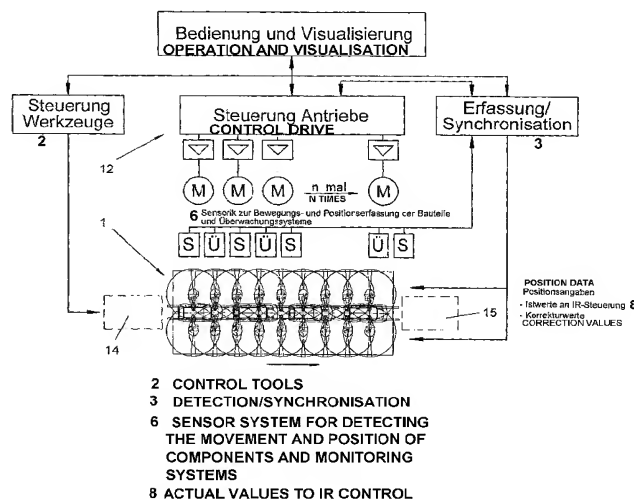 Bedienung und Visualisierung
OPERATION AND VISUALISATION
Steuerung
Werkzeuge
2
Steuerung Antriebe
CONTROL DRIVE
Erfassung/
Synchronisation
3
12
M M M n mal M
N TIMES
6 Sensorik zur Bewegungs- und Positionserfassung der Bauteile
und Überwachungssysteme
1
S Ü S Ü S Ü S
POSITION DATA
Positionsangaben
- Istwerte an IR-Steuerung 8
- Korrekturwerte
CORRECTION VALUES
14
15
2 CONTROL TOOLS
3 DETECTION/SYNCHRONISATION
6 SENSOR SYSTEM FOR DETECTING
THE MOVEMENT AND POSITION OF
COMPONENTS AND MONITORING
SYSTEMS
8 ACTUAL VALUES TO IR CONTROL